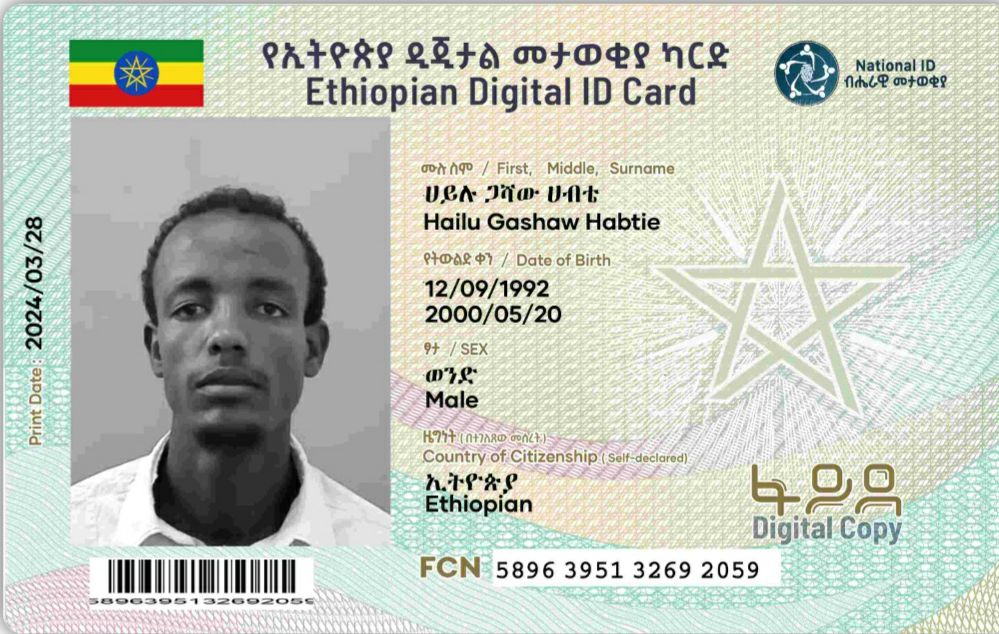 የኢትዮጵያ ዲጂታል መታወቂያ ካርድ
Ethiopian Digital ID Card
National ID
ብሔራዊ መታወቂያ
ሙሉ ስም / First, Middle, Surname
ሀይሉ ጋሻው ሀብቴ
Hailu Gashaw Habtie
የትውልድ ቀን / Date of Birth
12/09/1992
2000/05/20
ፆታ / SEX
ወንድ
Male
ዜግነት (በተገለጸው መሰረት)
Country of Citizenship (Self-declared)
ኢትዮጵያ
Ethiopian
Print Date: 2024/03/28
ፋይዳ
Digital Copy
FCN 5896 3951 3269 2059
5896395132692059